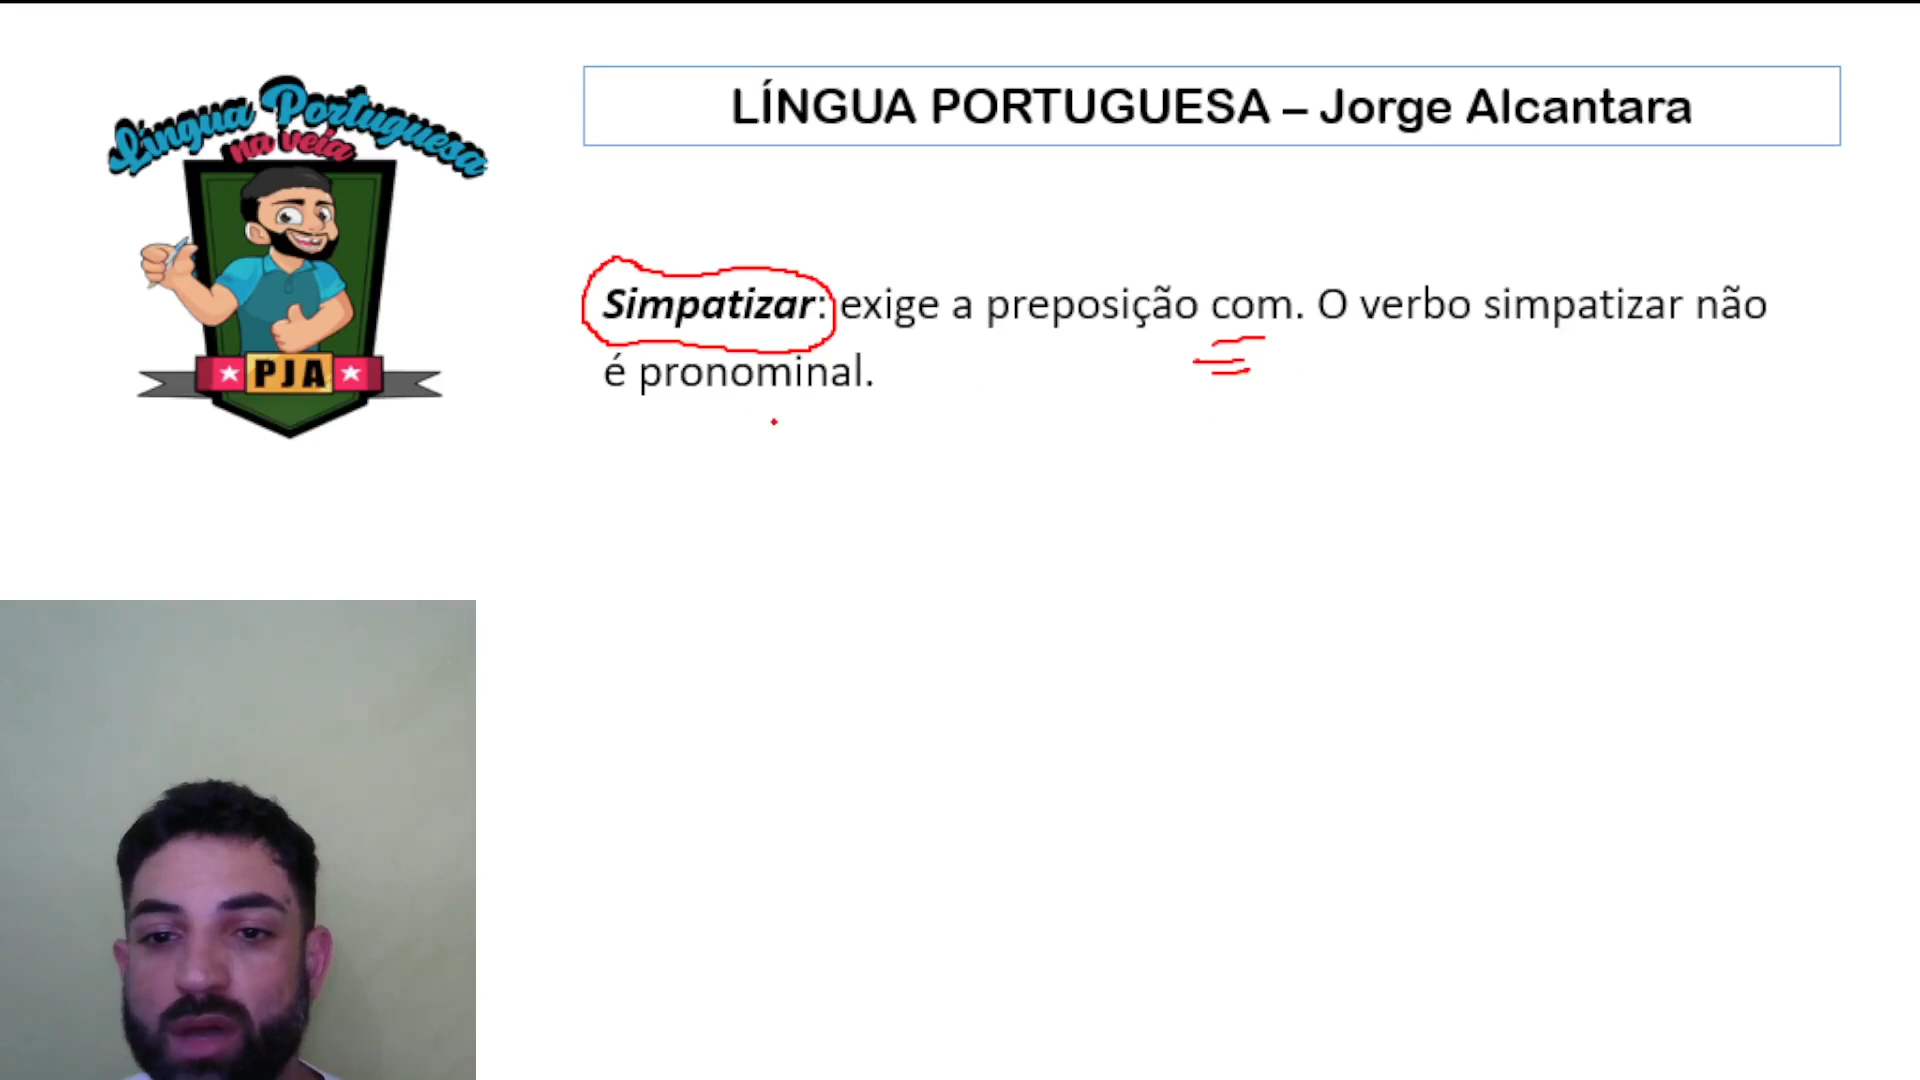 Língua Portuguesa
na veia
PJA
LÍNGUA PORTUGUESA – Jorge Alcantara
Simpatizar: exige a preposição com. O verbo simpatizar não
é pronominal.